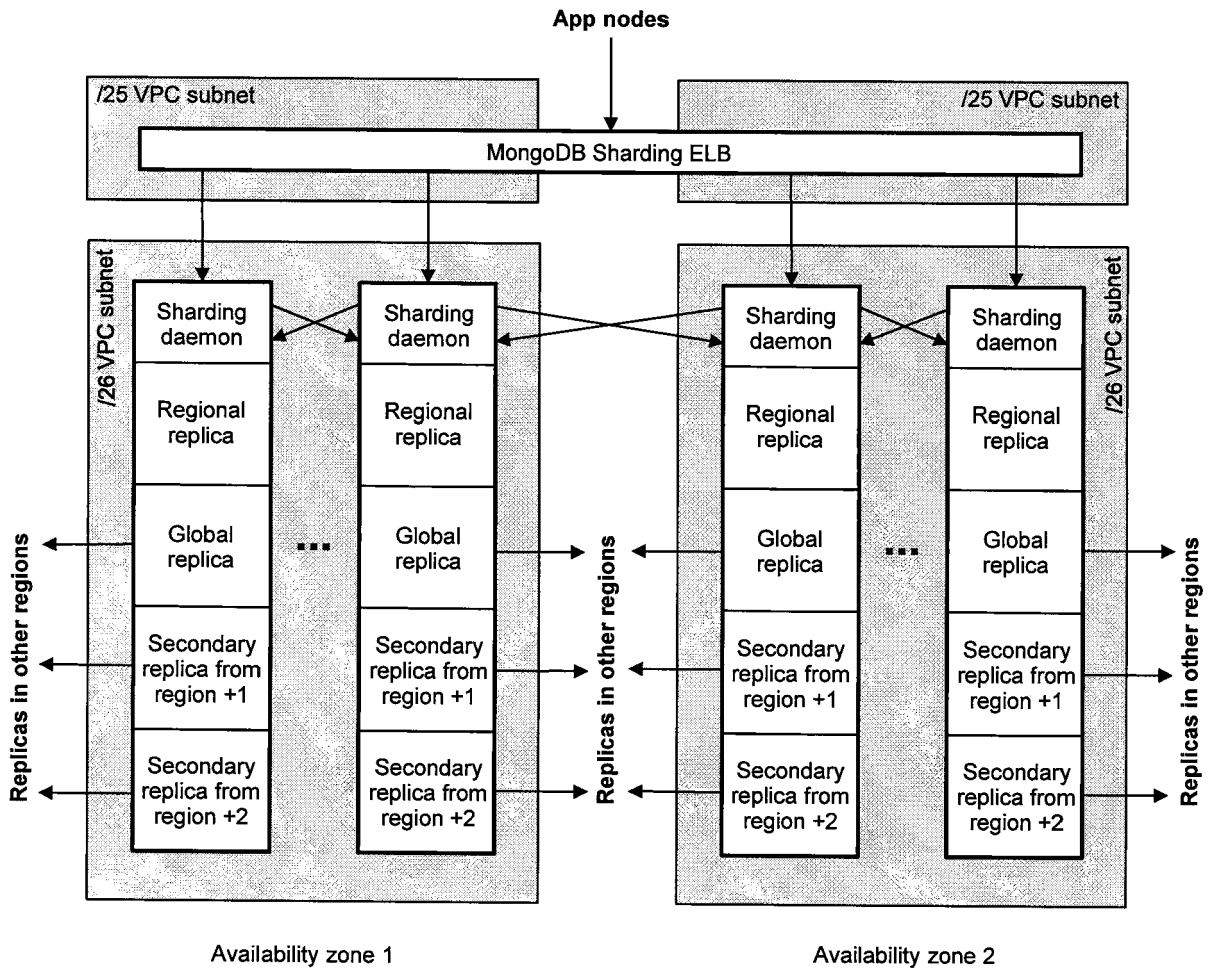 App nodes
/25 VPC subnet
/25 VPC subnet
MongoDB Sharding ELB
/26 VPC subnet
Sharding
daemon
Regional
replica
Global
replica
Secondary
replica from
region +1
Secondary
replica from
region +2
...
Sharding
daemon
Regional
replica
Global
replica
Secondary
replica from
region +1
Secondary
replica from
region +2
Sharding
daemon
Regional
replica
Global
replica
Secondary
replica from
region +1
Secondary
replica from
region +2
...
Sharding
daemon
Regional
replica
Global
replica
Secondary
replica from
region +1
Secondary
replica from
region +2
/26 VPC subnet
Replicas in other regions
Replicas in other regions
Replicas in other regions
Availability zone 1
Availability zone 2